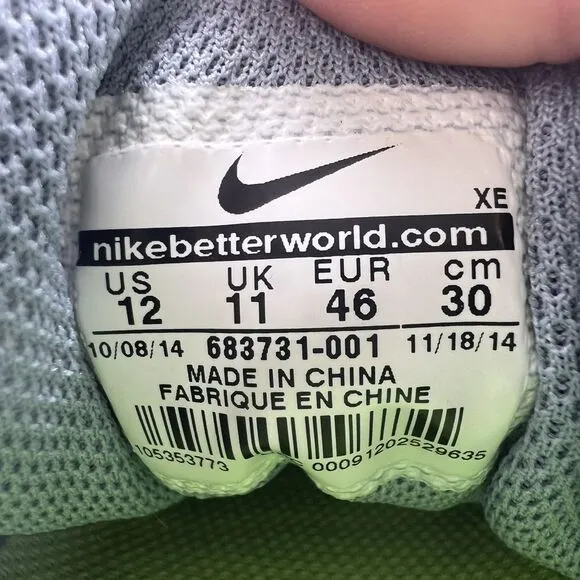 XE
nikebetterworld.com
US UK EUR cm
12 11 46 30
10/08/14 683731-001 11/18/14
MADE IN CHINA
FABRIQUE EN CHINE
105353773 00091202529635